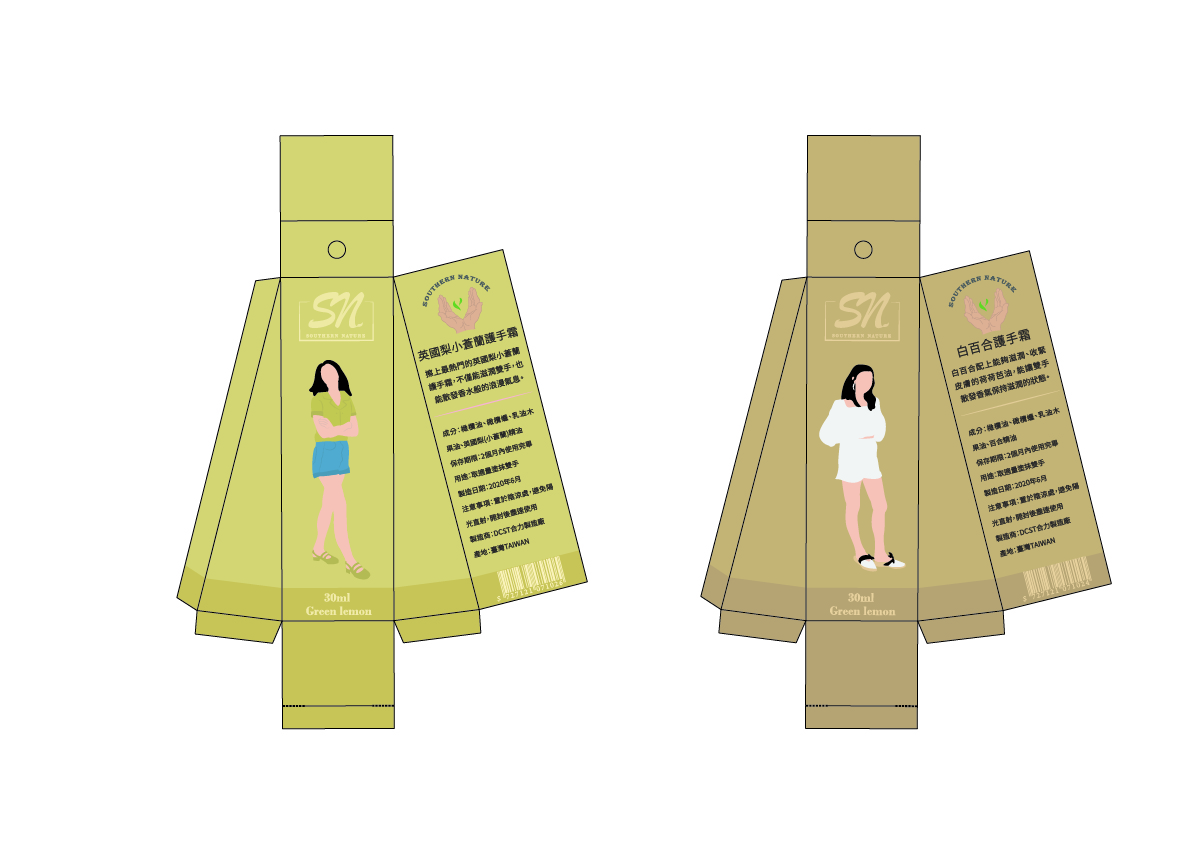 SN
SOUTHERN NATURE
30ml
Green lemon
SOUTHERN NATURE
英國梨小蒼蘭護手霜
擦上最熱門的英國梨小蒼蘭
護手霜,不僅能滋潤雙手,也
能散發香水般的浪漫氣息。
成分:橄欖油、橄欖蠟、乳油木
果油、英國梨(小蒼蘭)精油
保存期限:2個月內使用完畢
用途:取適量塗抹雙手
製造日期:2020年6月
注意事項:置於陰涼處,避免陽
光直射,開封後盡速使用
製造商:DCST合力製造廠
產地:臺灣TAIWAN
SN
SOUTHERN NATURE
30ml
Green lemon
SOUTHERN NATURE
白百合護手霜
白百合配上能夠滋潤、收緊
皮膚的荷荷芭油,能讓雙手
散發香氣保持滋潤的狀態。
成分:橄欖油、橄欖蠟、乳油木
果油、百合精油
保存期限:2個月內使用完畢
用途:取適量塗抹雙手
製造日期:2020年6月
注意事項:置於陰涼處,避免陽
光直射,開封後盡速使用
製造商:DCST合力製造廠
產地:臺灣TAIWAN